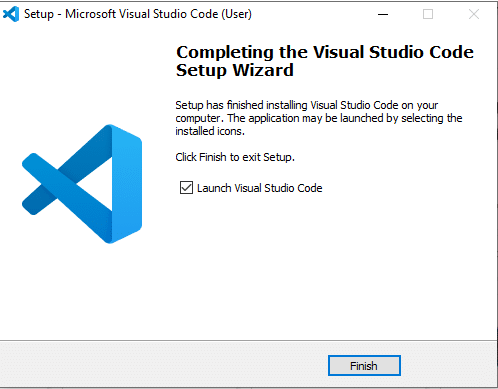 Setup - Microsoft Visual Studio Code (User)
Completing the Visual Studio Code
Setup Wizard
Setup has finished installing Visual Studio Code on your
computer. The application may be launched by selecting the
installed icons.
Click Finish to exit Setup.
Launch Visual Studio Code
Finish